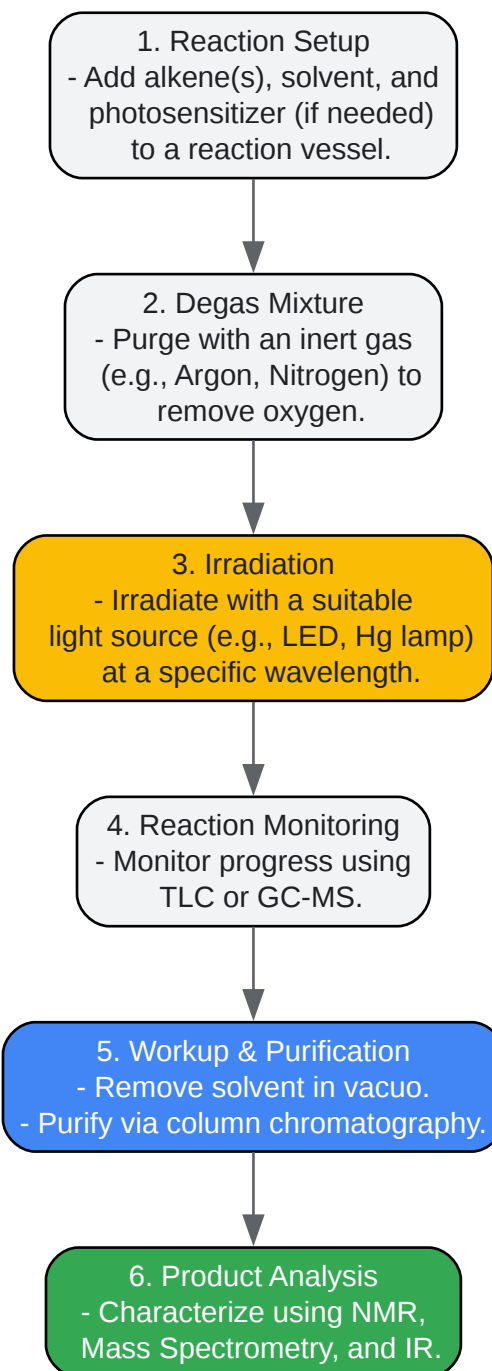 1. Reaction Setup
- Add alkene(s), solvent, and
photosensitizer (if needed)
to a reaction vessel.
2. Degas Mixture
- Purge with an inert gas
(e.g., Argon, Nitrogen) to
remove oxygen.
3. Irradiation
- Irradiate with a suitable
light source (e.g., LED, Hg lamp)
at a specific wavelength.
4. Reaction Monitoring
- Monitor progress using
TLC or GC-MS.
5. Workup & Purification
- Remove solvent in vacuo.
- Purify via column chromatography.
6. Product Analysis
- Characterize using NMR,
Mass Spectrometry, and IR.